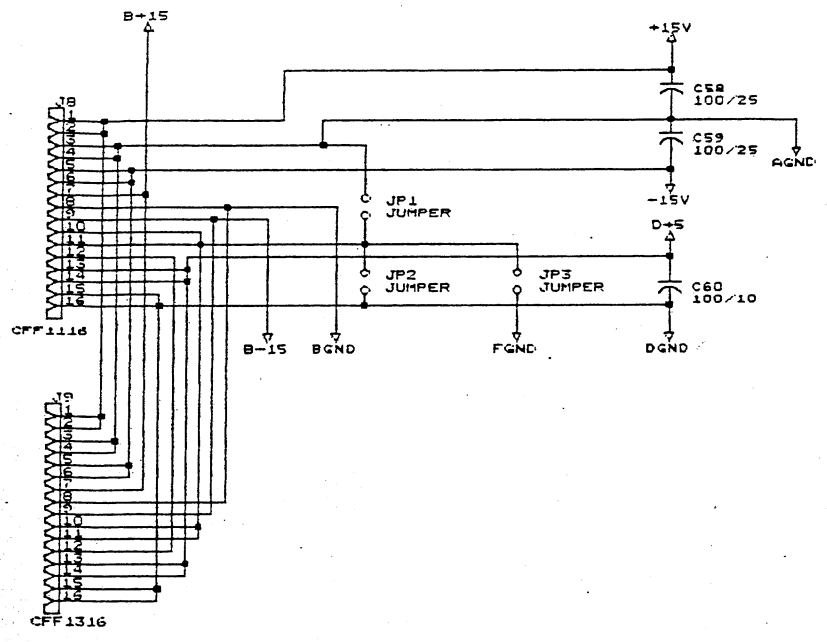 B+15
+15V
C58
100/25
C59
100/25
AGND
-15V
D+5
J8
1
2
3
4
5
6
7
8
9
10
11
12
13
14
15
16
CFF1116
JP1
JUMPER
JP2
JUMPER
JP3
JUMPER
C60
100/10
B-15
BGND
FGND
DGND
J9
1
2
3
4
5
6
7
8
9
10
11
12
13
14
15
16
CFF1316